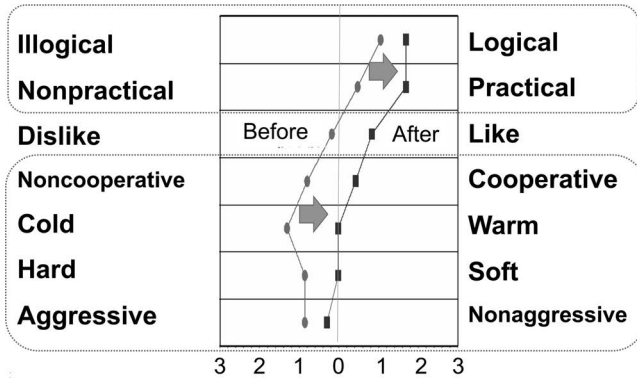 Illogical Logical
Nonpractical Practical
Dislike Before After Like
Noncooperative Cooperative
Cold Warm
Hard Soft
Aggressive Nonaggressive
3 2 1 0 1 2 3